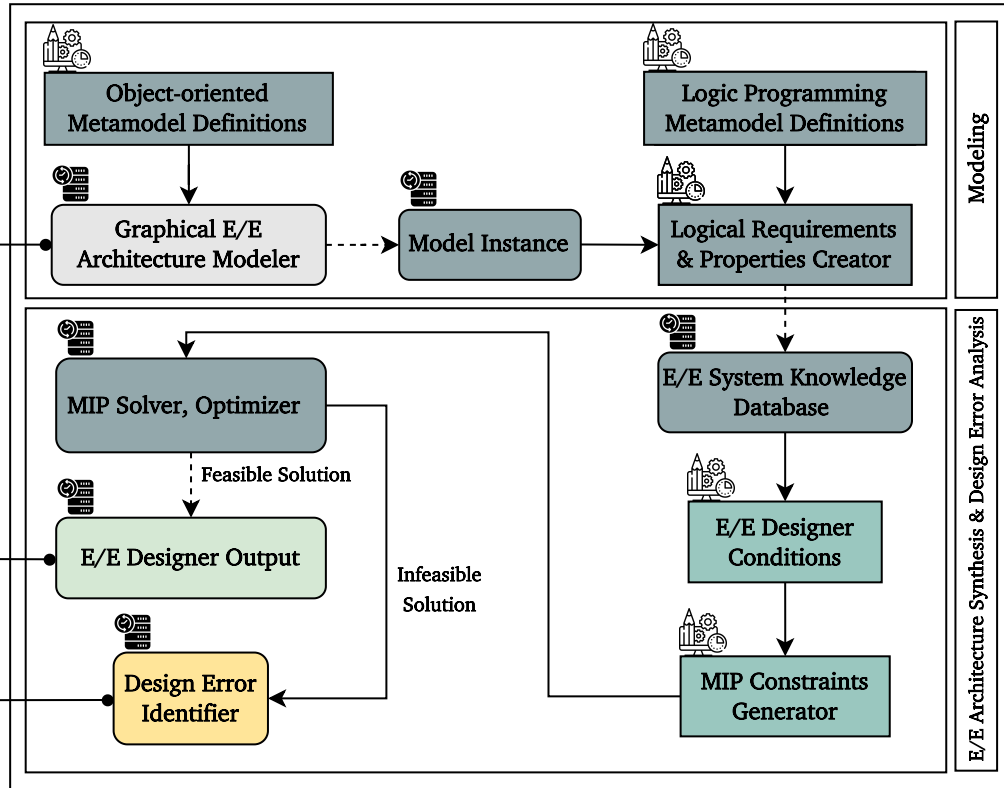 Object-oriented
Metamodel Definitions
Logic Programming
Metamodel Definitions
Graphical E/E
Architecture Modeler
Model Instance
Logical Requirements
& Properties Creator
Modeling
MIP Solver, Optimizer
E/E System Knowledge
Database
Feasible Solution
E/E Designer Output
E/E Designer
Conditions
Infeasible
Solution
Design Error
Identifier
MIP Constraints
Generator
E/E Architecture Synthesis & Design Error Analysis